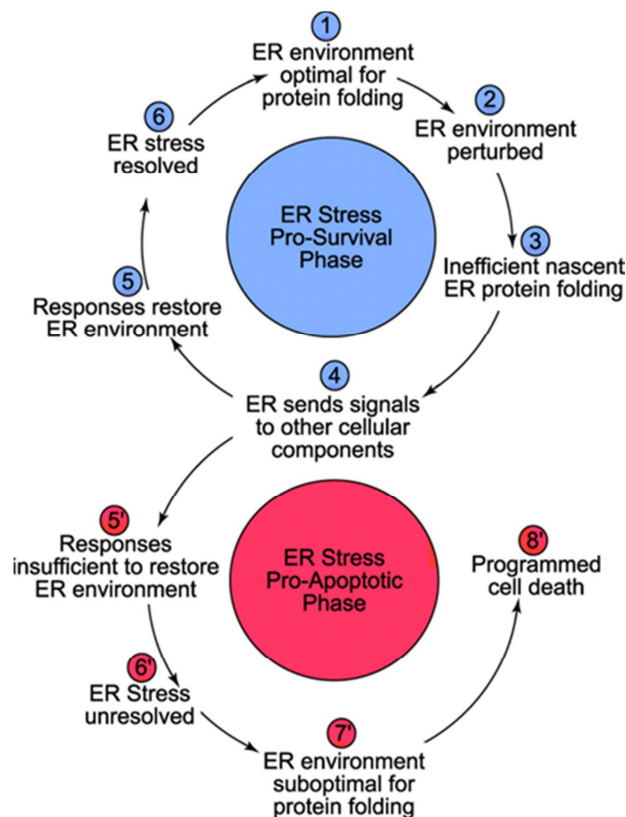 1
ER environment
optimal for
protein folding
2
ER environment
perturbed
3
Inefficient nascent
ER protein folding
4
ER sends signals
to other cellular
components
5
Responses restore
ER environment
6
ER stress
resolved
ER Stress
Pro-Survival
Phase
5'
Responses
insufficient to restore
ER environment
6'
ER Stress
unresolved
7'
ER environment
suboptimal for
protein folding
8'
Programmed
cell death
ER Stress
Pro-Apoptotic
Phase